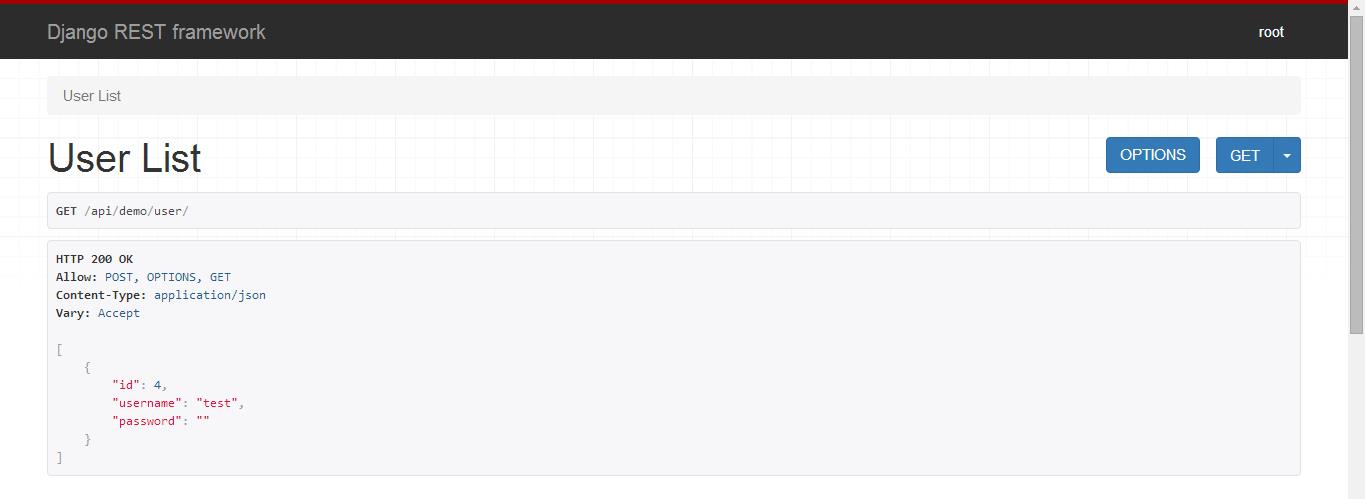 Django REST framework
root
User List
User List
OPTIONS
GET
GET /api/demo/user/
HTTP 200 OK
Allow: POST, OPTIONS, GET
Content-Type: application/json
Vary: Accept
[
    {
        "id": 4,
        "username": "test",
        "password": ""
    }
]